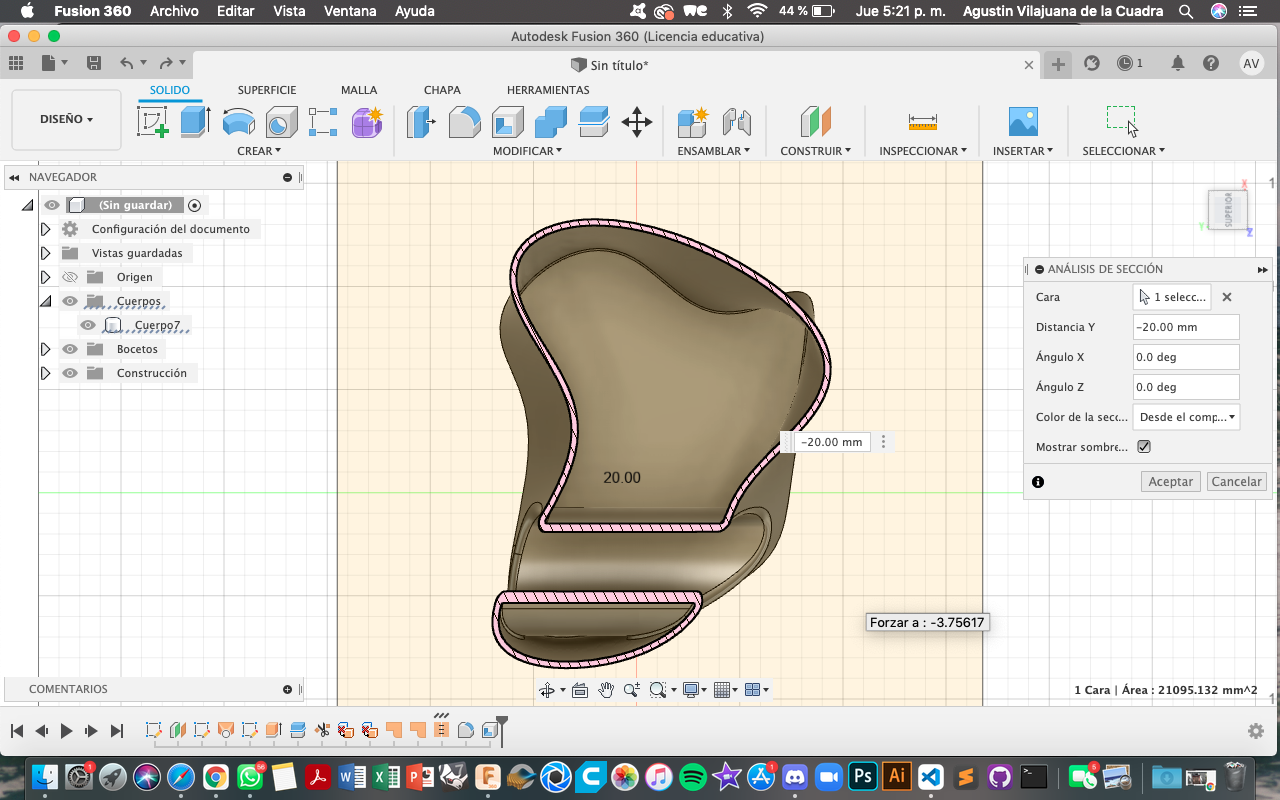 Fusion 360 Archivo Editar Vista Ventana Ayuda 44 % Jue 5:21 p. m. Agustin Vilajuana de la Cuadra
Autodesk Fusion 360 (Licencia educativa)
Sin título* 1 AV
SOLIDO SUPERFICIE MALLA CHAPA HERRAMIENTAS
DISEÑO
CREAR MODIFICAR ENSAMBLAR CONSTRUIR INSPECCIONAR INSERTAR SELECCIONAR
NAVEGADOR
(Sin guardar)
Configuración del documento
Vistas guardadas
Origen
Cuerpos
Cuerpo7
Bocetos
Construcción
X
SUPERIOR
Y
Z
1
ANÁLISIS DE SECCIÓN
Cara 1 selecc...
Distancia Y -20.00 mm
Ángulo X 0.0 deg
Ángulo Z 0.0 deg
Color de la secc... Desde el comp...
Mostrar sombre...
Aceptar Cancelar
-20.00 mm
20.00
Forzar a : -3.75617
COMENTARIOS
1 Cara | Área : 21095.132 mm^2
1